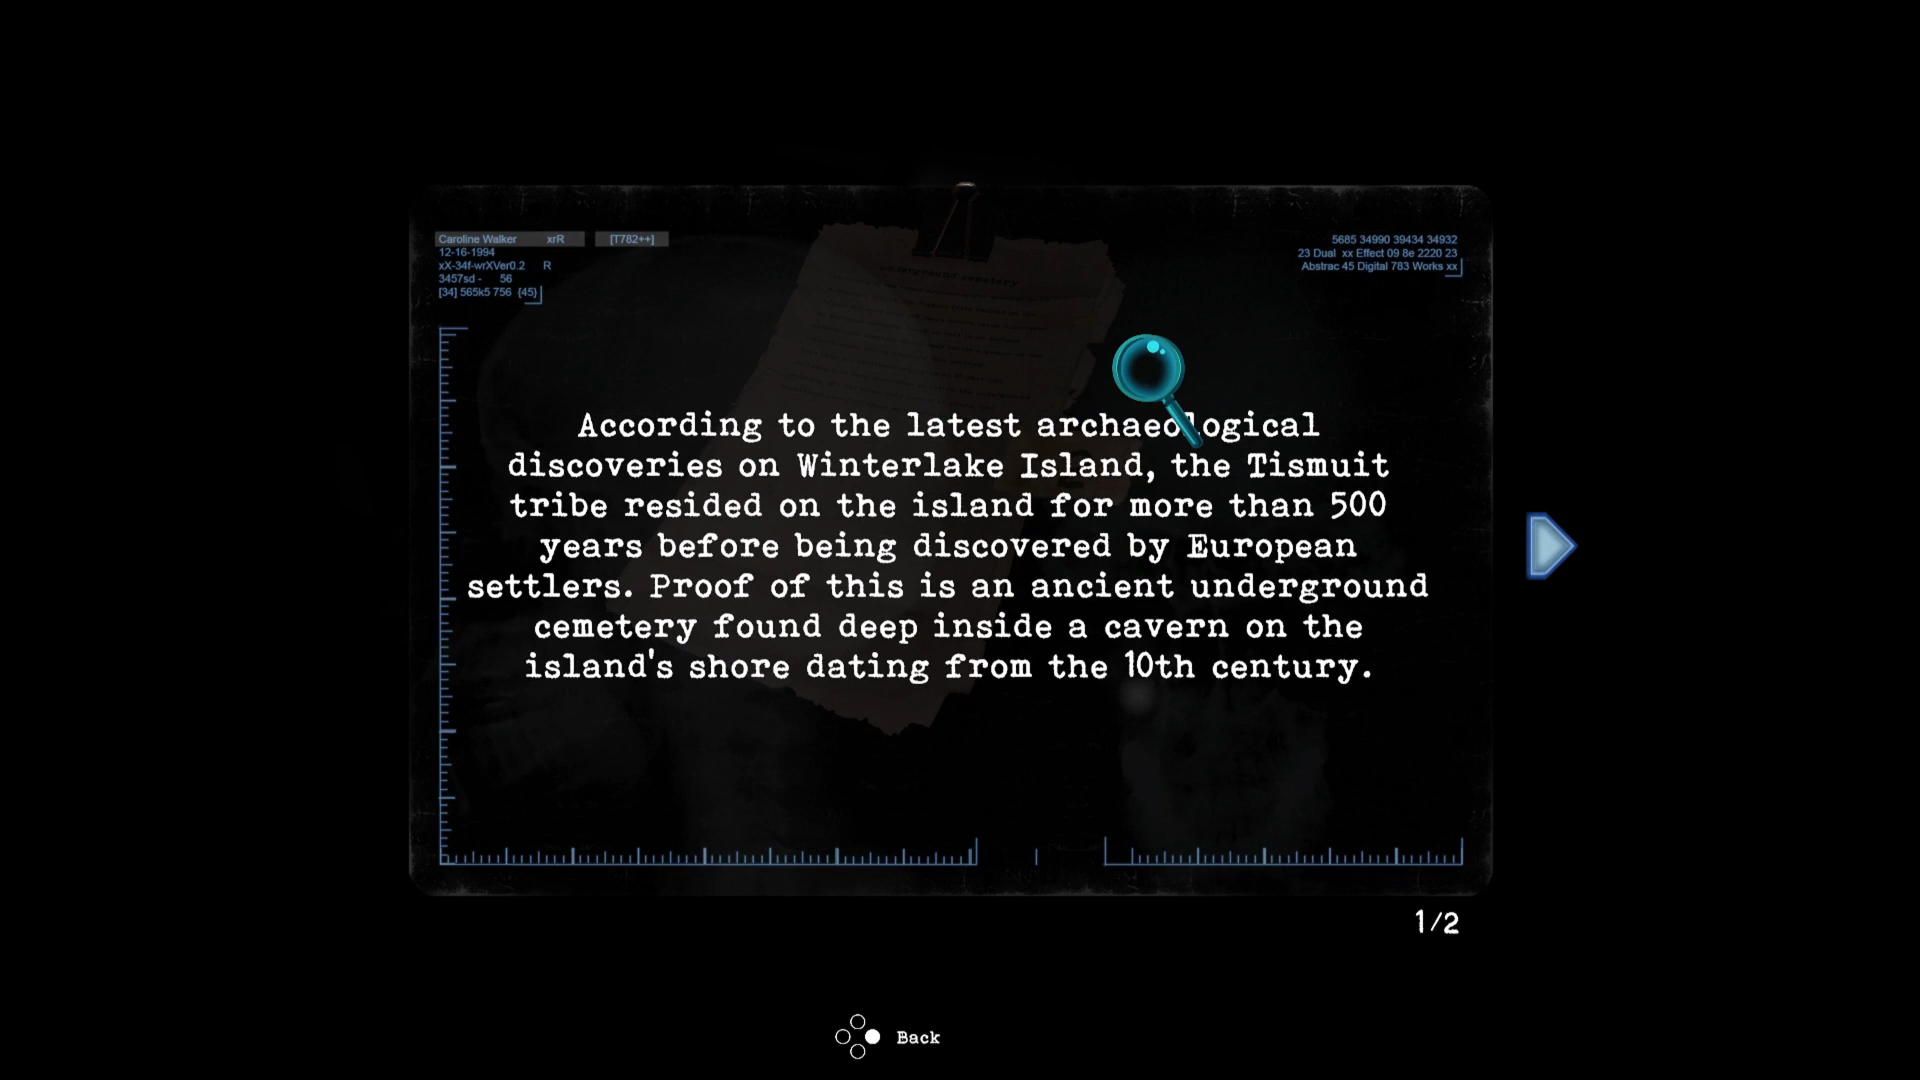 Caroline Walker xrR [T782++]
12-16-1994
xX-34f-wrXVer0.2 R
3457sd - 56
[34] 565k5 756 {45}
5685 34990 39434 34932
23 Dual xx Effect 09 8e 2220 23
Abstrac 45 Digital 783 Works xx
underground cemetery
According to the latest archaeological
discoveries on Winterlake Island, the Tismuit
tribe resided on the island for more than 500
years before being discovered by European
settlers. Proof of this is an ancient underground
cemetery found deep inside a cavern on the
island's shore dating from the 10th century.
1/2
Back